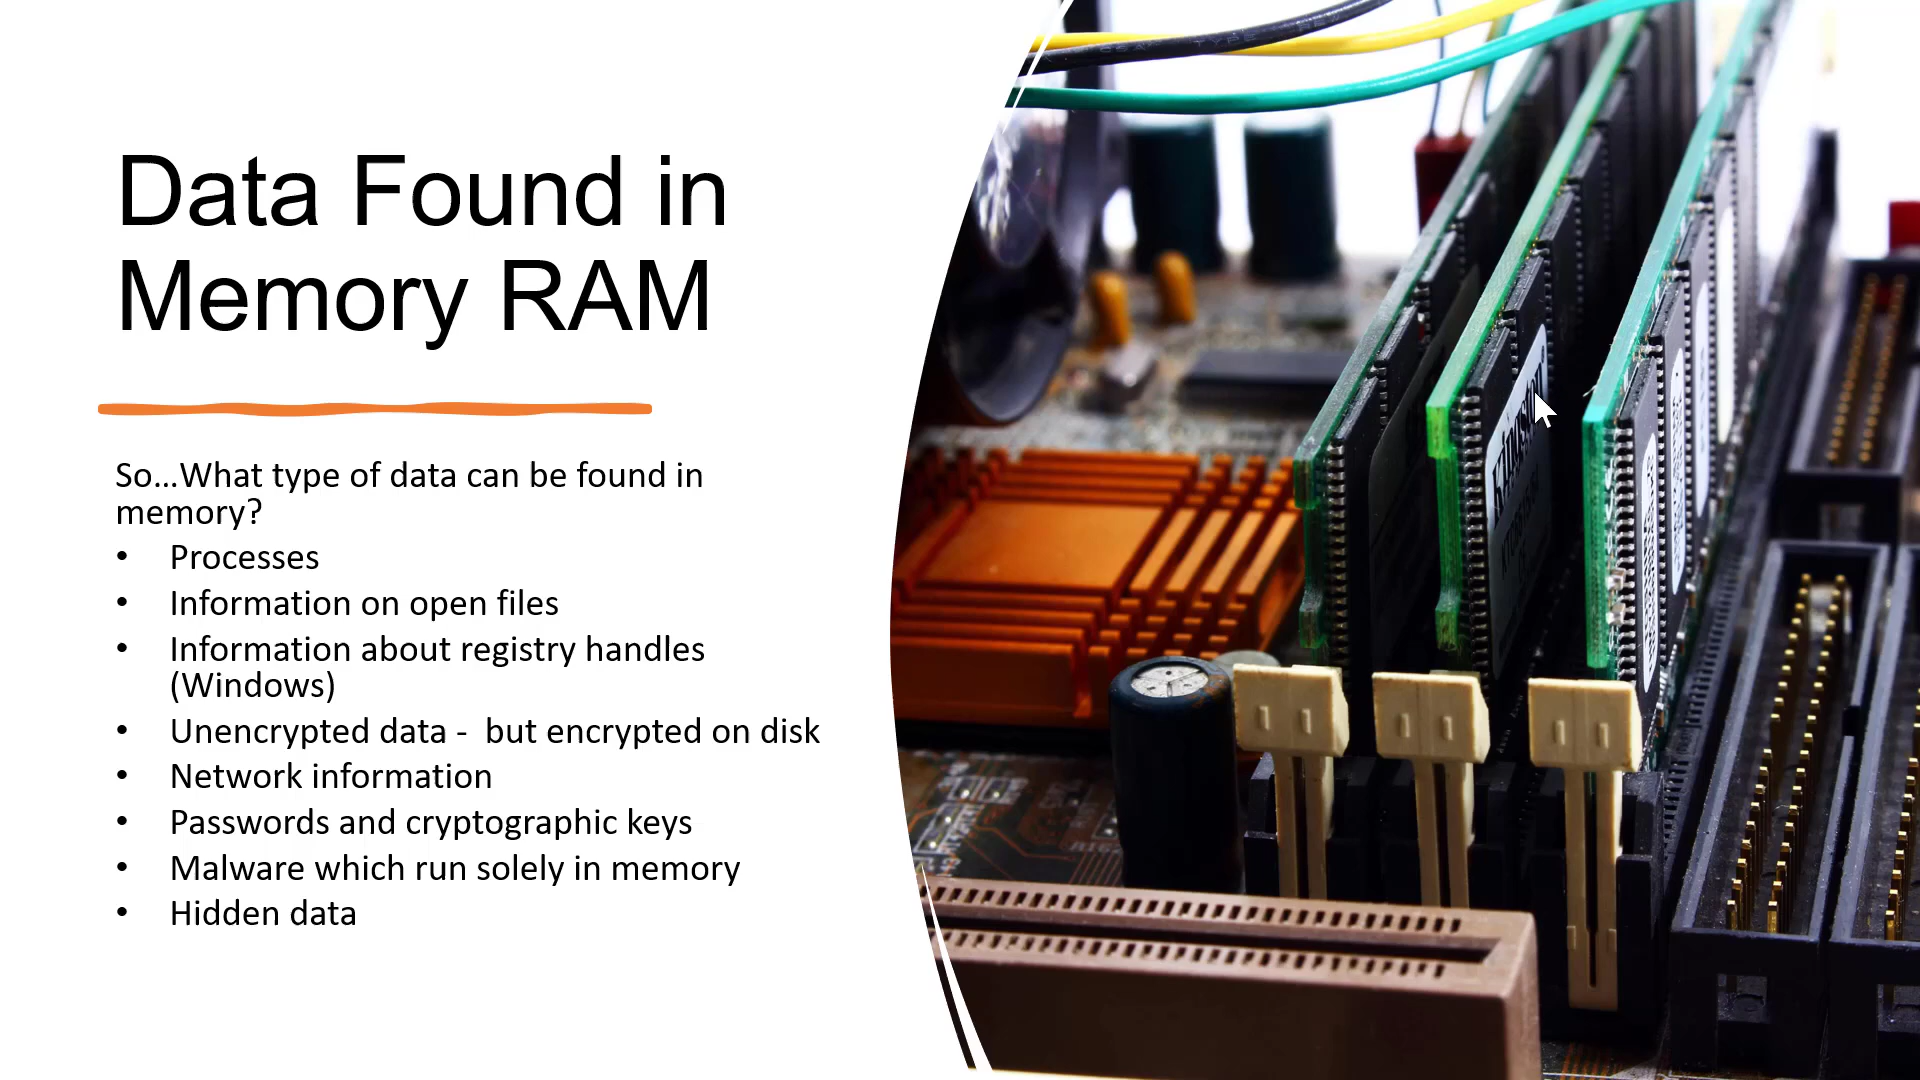 Data Found in
Memory RAM
So...What type of data can be found in
memory?
• Processes
• Information on open files
• Information about registry handles
(Windows)
• Unencrypted data -  but encrypted on disk
• Network information
• Passwords and cryptographic keys
• Malware which run solely in memory
• Hidden data
Kingston